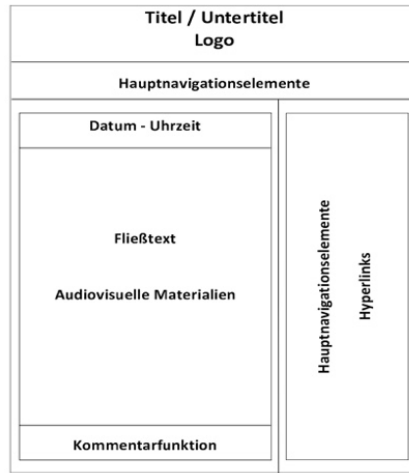 Titel / Untertitel
Logo
Hauptnavigationselemente
Datum - Uhrzeit
Fließtext
Audiovisuelle Materialien
Kommentarfunktion
Hauptnavigationselemente
Hyperlinks